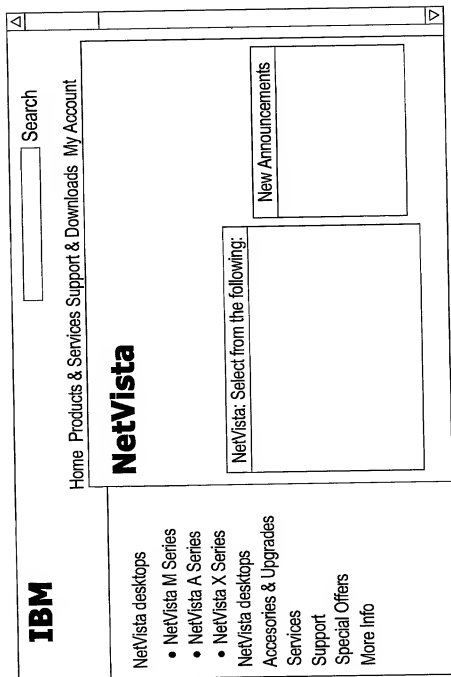 IBM
Search
Home Products & Services Support & Downloads My Account
NetVista desktops
• NetVista M Series
• NetVista A Series
• NetVista X Series
NetVista desktops
Accesories & Upgrades
Services
Support
Special Offers
More Info
NetVista
NetVista: Select from the following:
New Announcements